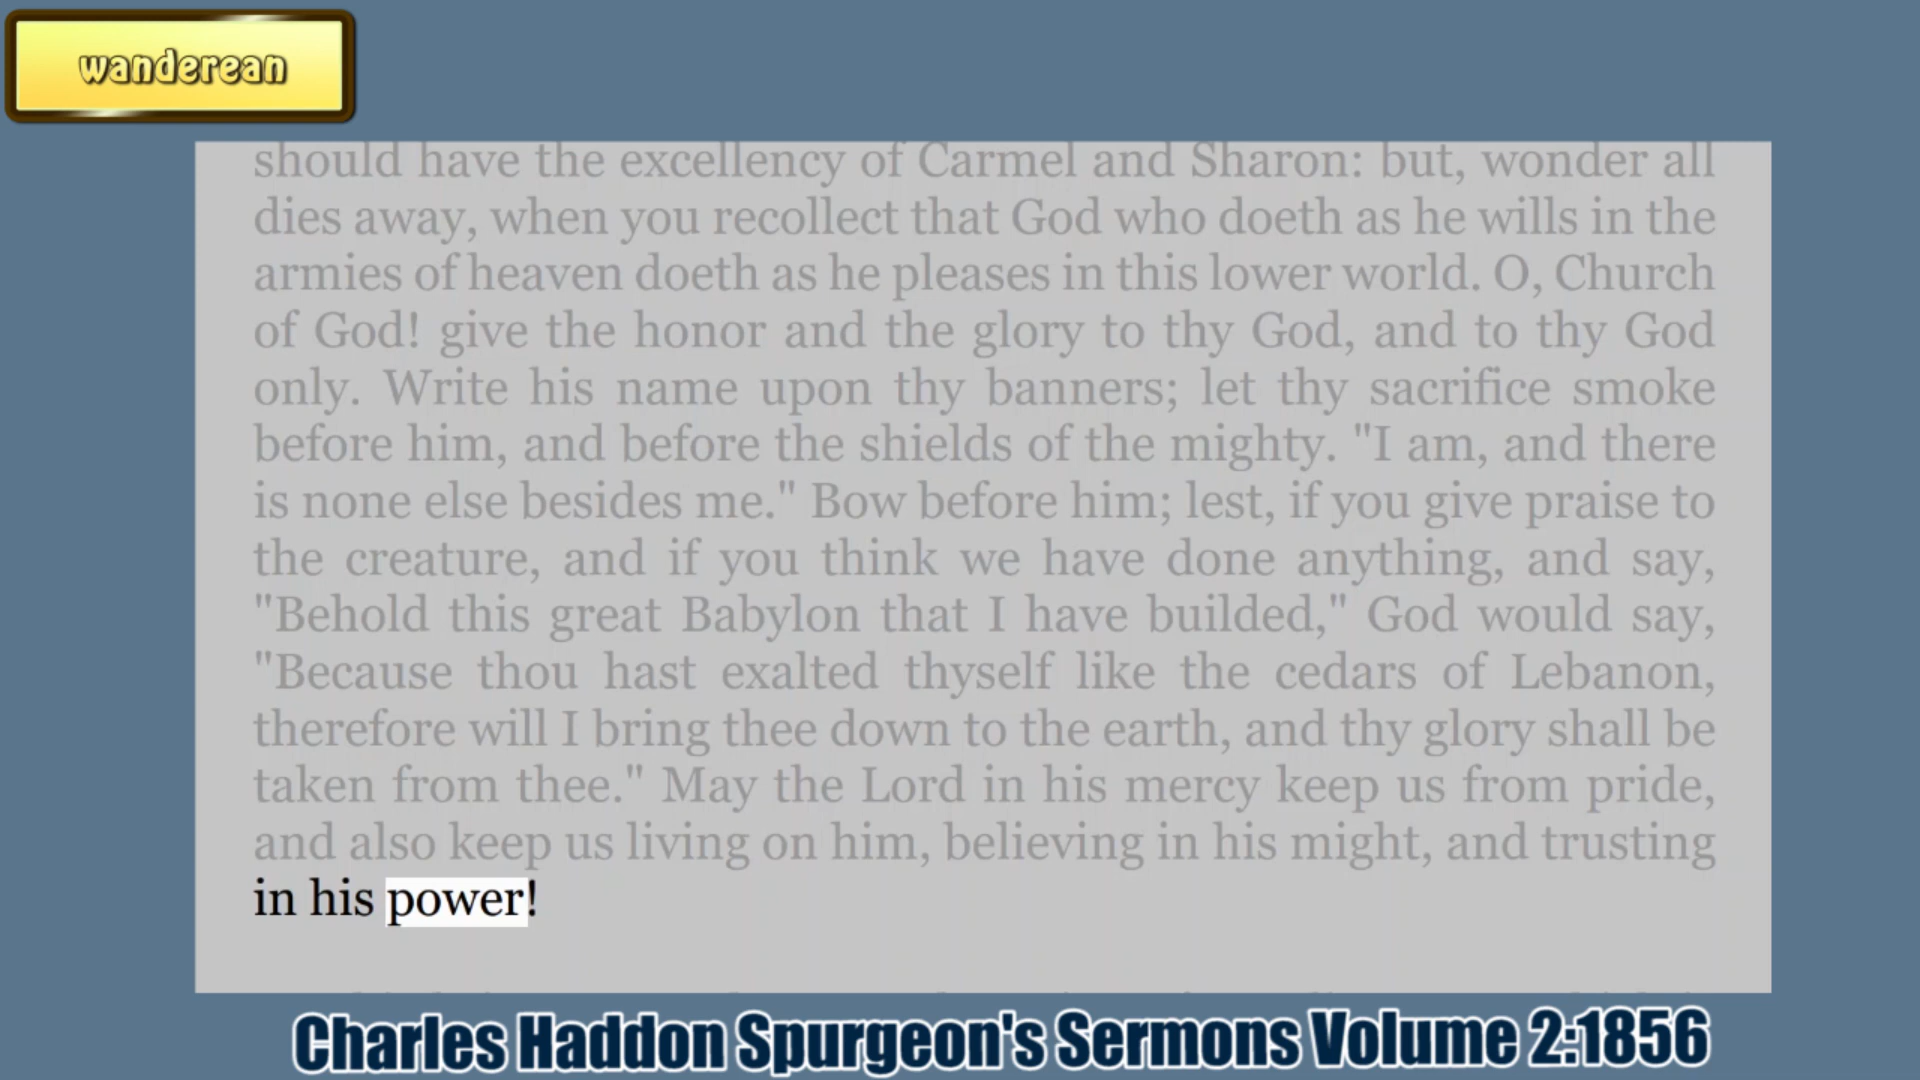 wanderean
should have the excellency of Carmel and Sharon: but, wonder all
dies away, when you recollect that God who doeth as he wills in the
armies of heaven doeth as he pleases in this lower world. O, Church
of God! give the honor and the glory to thy God, and to thy God
only. Write his name upon thy banners; let thy sacrifice smoke
before him, and before the shields of the mighty. "I am, and there
is none else besides me." Bow before him; lest, if you give praise to
the creature, and if you think we have done anything, and say,
"Behold this great Babylon that I have builded," God would say,
"Because thou hast exalted thyself like the cedars of Lebanon,
therefore will I bring thee down to the earth, and thy glory shall be
taken from thee." May the Lord in his mercy keep us from pride,
and also keep us living on him, believing in his might, and trusting
in his power!
Charles Haddon Spurgeon's Sermons Volume 2:1856